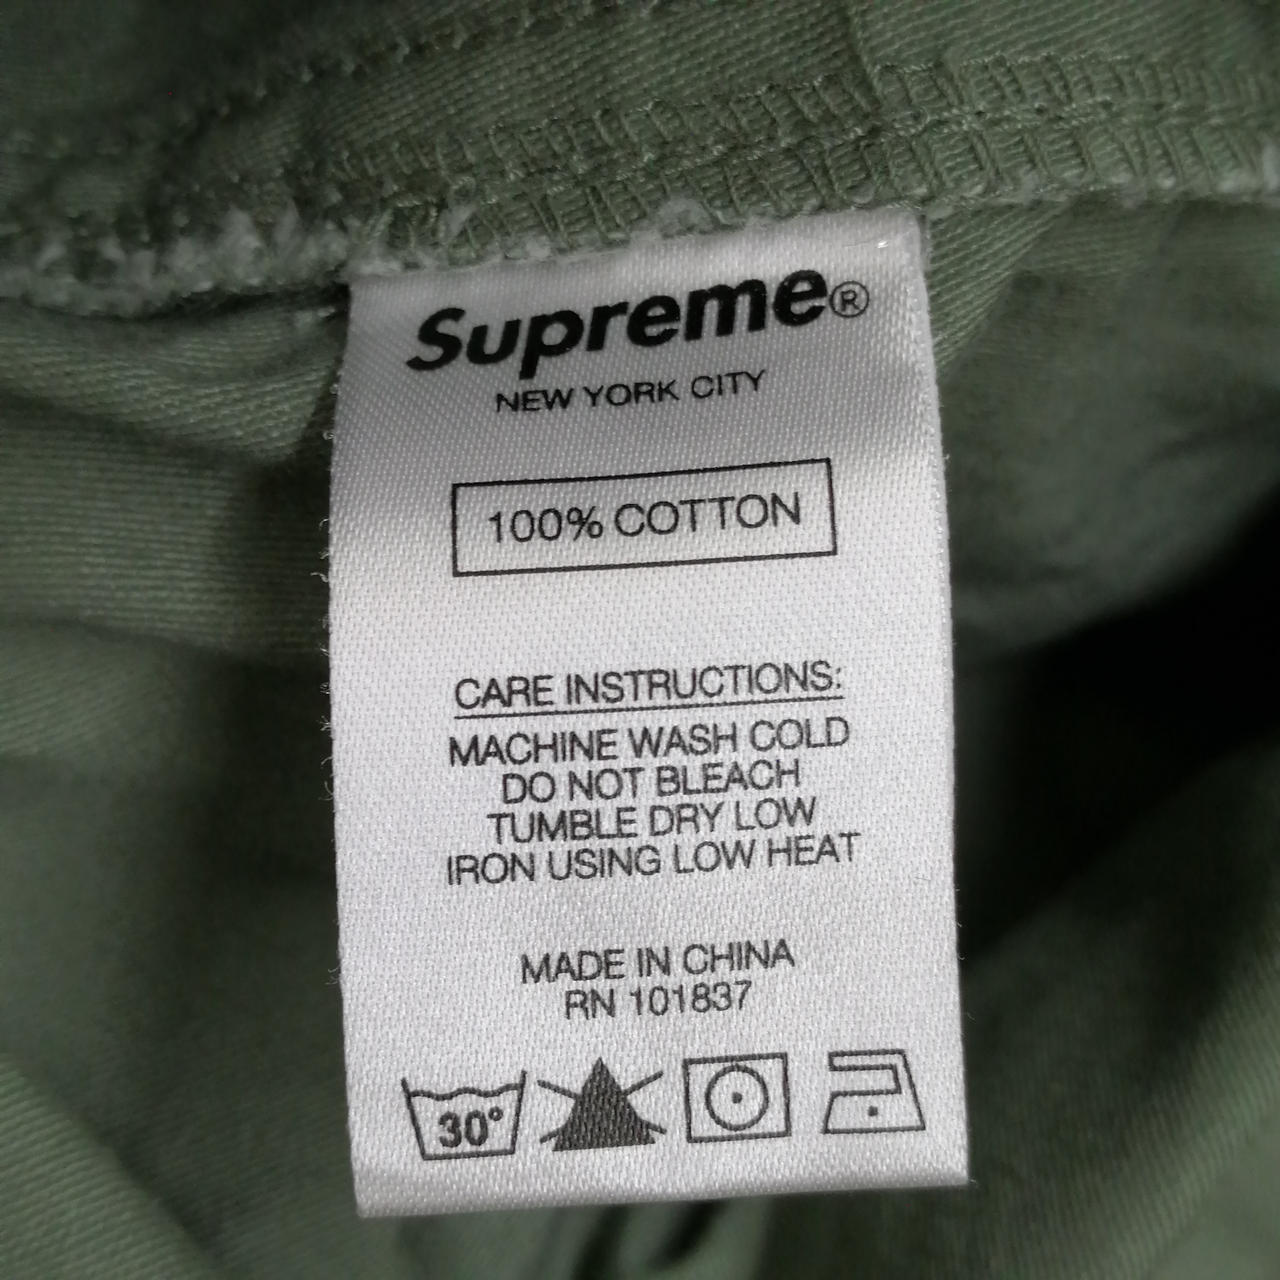 Supreme®
NEW YORK CITY
100% COTTON
CARE INSTRUCTIONS:
MACHINE WASH COLD
DO NOT BLEACH
TUMBLE DRY LOW
IRON USING LOW HEAT
MADE IN CHINA
RN 101837
30°